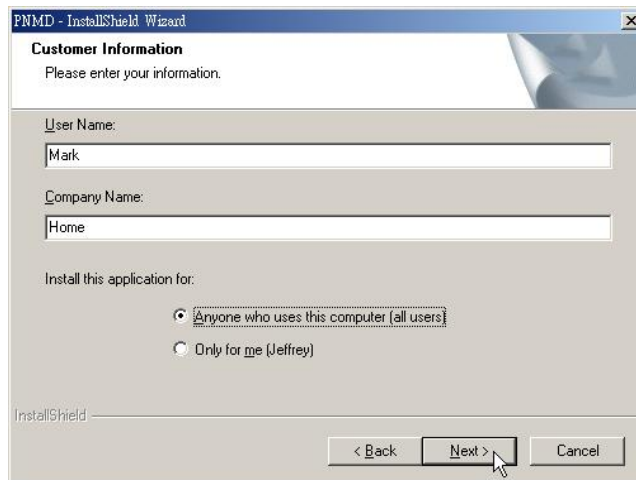 PNMD - InstallShield Wizard
Customer Information
Please enter your information.
User Name:
Mark
Company Name:
Home
Install this application for:
Anyone who uses this computer (all users)
Only for me (Jeffrey)
InstallShield
< Back Next > Cancel